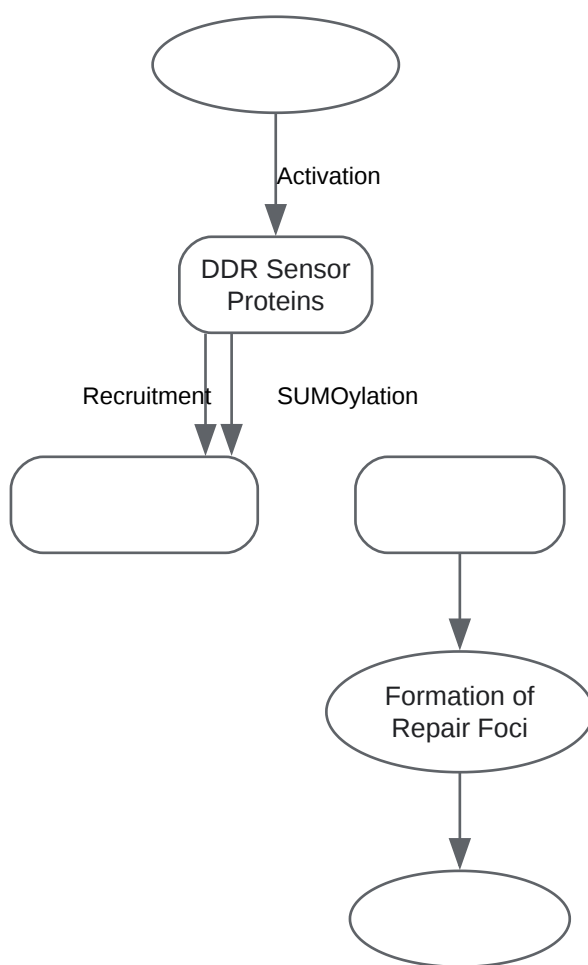 Activation
DDR Sensor
Proteins
Recruitment
SUMOylation
Formation of
Repair Foci